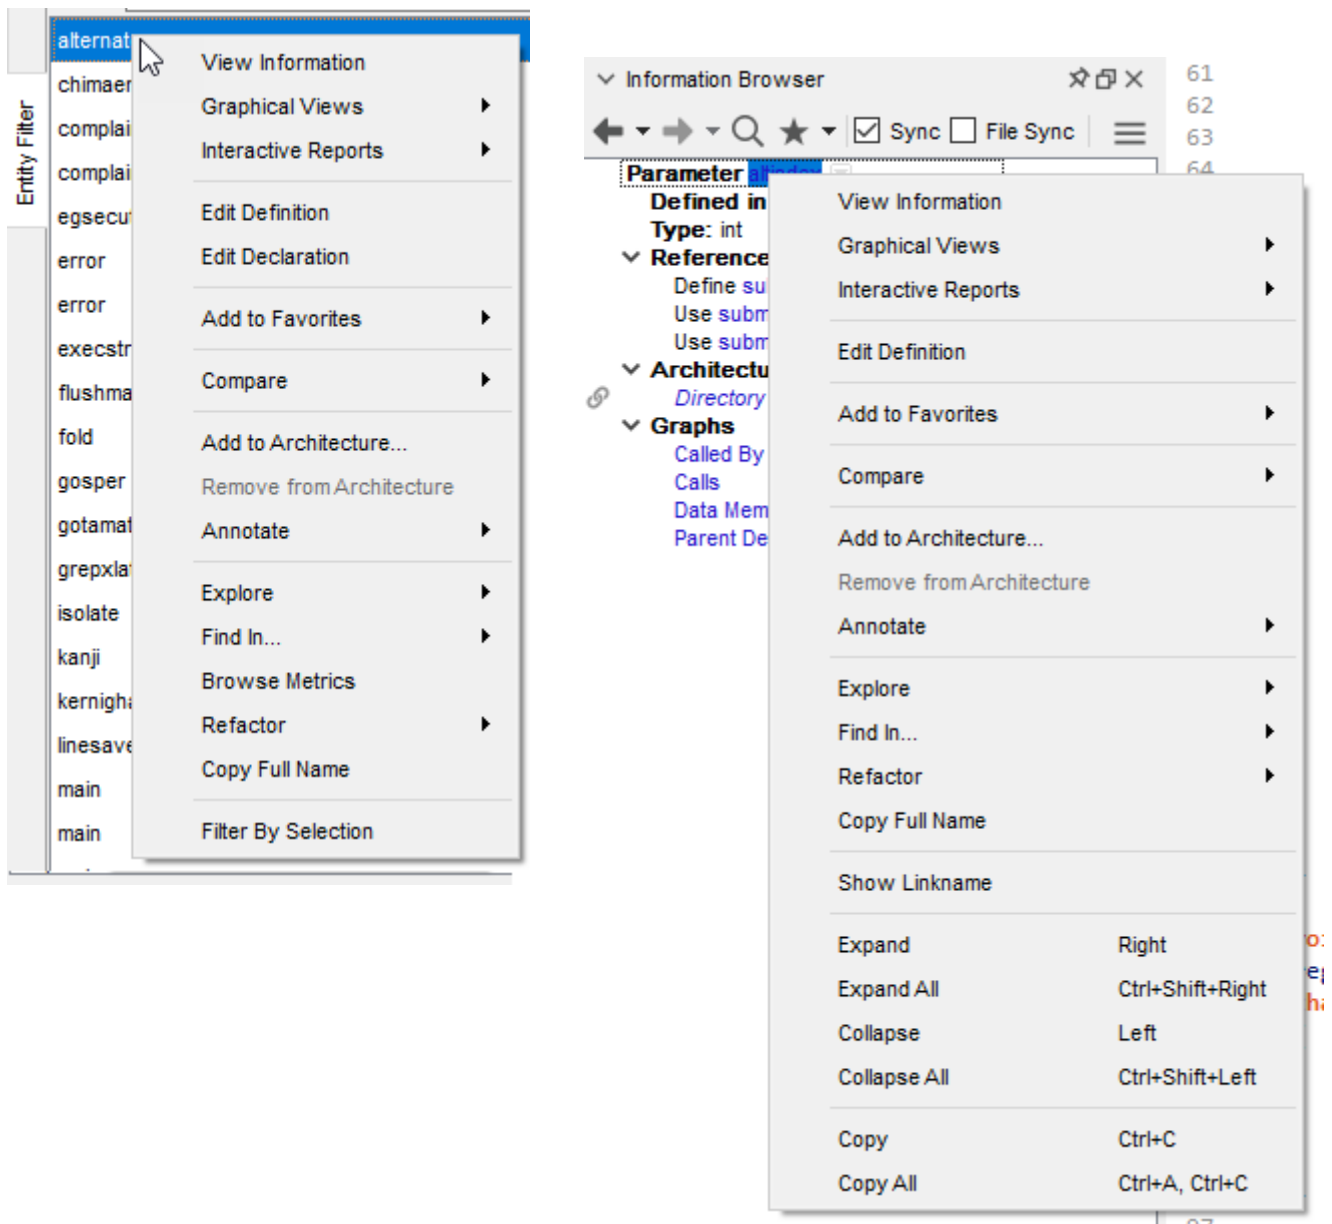 Entity Filter
alternat
chimaer
complai
complai
egsecut
error
error
execstr
flushma
fold
gosper
gotamat
grepxlat
isolate
kanji
kernigha
linesave
main
main
View Information
Graphical Views
Interactive Reports
Edit Definition
Edit Declaration
Add to Favorites
Compare
Add to Architecture...
Remove from Architecture
Annotate
Explore
Find In...
Browse Metrics
Refactor
Copy Full Name
Filter By Selection
Information Browser
Sync File Sync
Parameter altindex
Defined in
Type: int
Reference
Define su
Use subm
Use subm
Architectu
Directory
Graphs
Called By
Calls
Data Mem
Parent De
61
62
63
64
View Information
Graphical Views
Interactive Reports
Edit Definition
Add to Favorites
Compare
Add to Architecture...
Remove from Architecture
Annotate
Explore
Find In...
Refactor
Copy Full Name
Show Linkname
Expand Right
Expand All Ctrl+Shift+Right
Collapse Left
Collapse All Ctrl+Shift+Left
Copy Ctrl+C
Copy All Ctrl+A, Ctrl+C